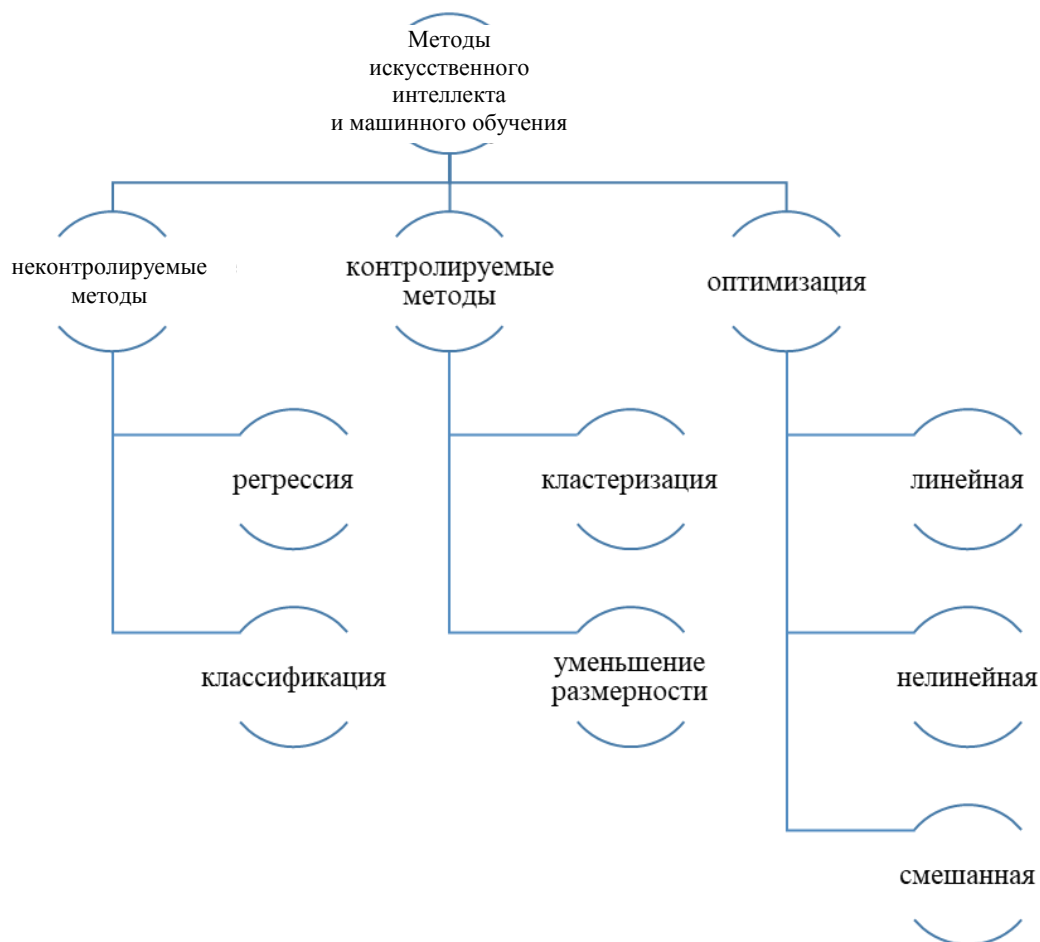 Методы
искусственного
интеллекта
и машинного обучения
неконтролируемые
методы
контролируемые
методы
оптимизация
регрессия
кластеризация
линейная
классификация
уменьшение
размерности
нелинейная
смешанная